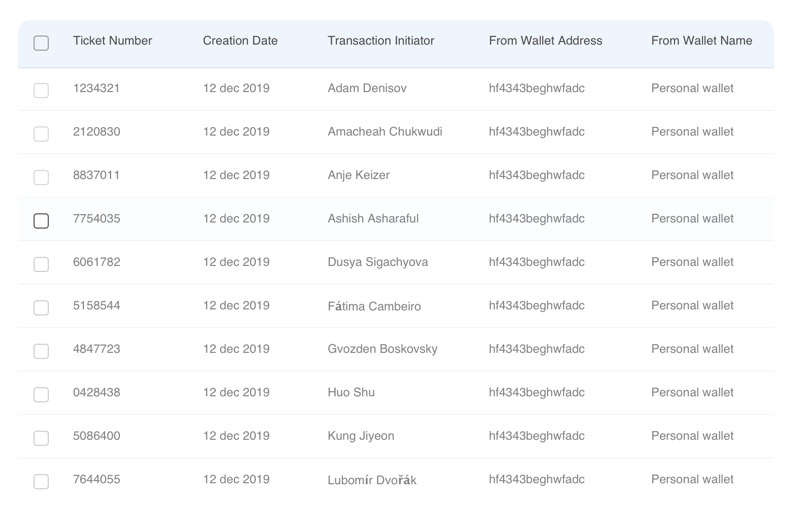 Ticket Number Creation Date Transaction Initiator From Wallet Address From Wallet Name
1234321 12 dec 2019 Adam Denisov hf4343beghwfadc Personal wallet
2120830 12 dec 2019 Amacheah Chukwudi hf4343beghwfadc Personal wallet
8837011 12 dec 2019 Anje Keizer hf4343beghwfadc Personal wallet
7754035 12 dec 2019 Ashish Asharaful hf4343beghwfadc Personal wallet
6061782 12 dec 2019 Dusya Sigachyova hf4343beghwfadc Personal wallet
5158544 12 dec 2019 Fátima Cambeiro hf4343beghwfadc Personal wallet
4847723 12 dec 2019 Gvozden Boskovsky hf4343beghwfadc Personal wallet
0428438 12 dec 2019 Huo Shu hf4343beghwfadc Personal wallet
5086400 12 dec 2019 Kung Jiyeon hf4343beghwfadc Personal wallet
7644055 12 dec 2019 Lubomír Dvořák hf4343beghwfadc Personal wallet